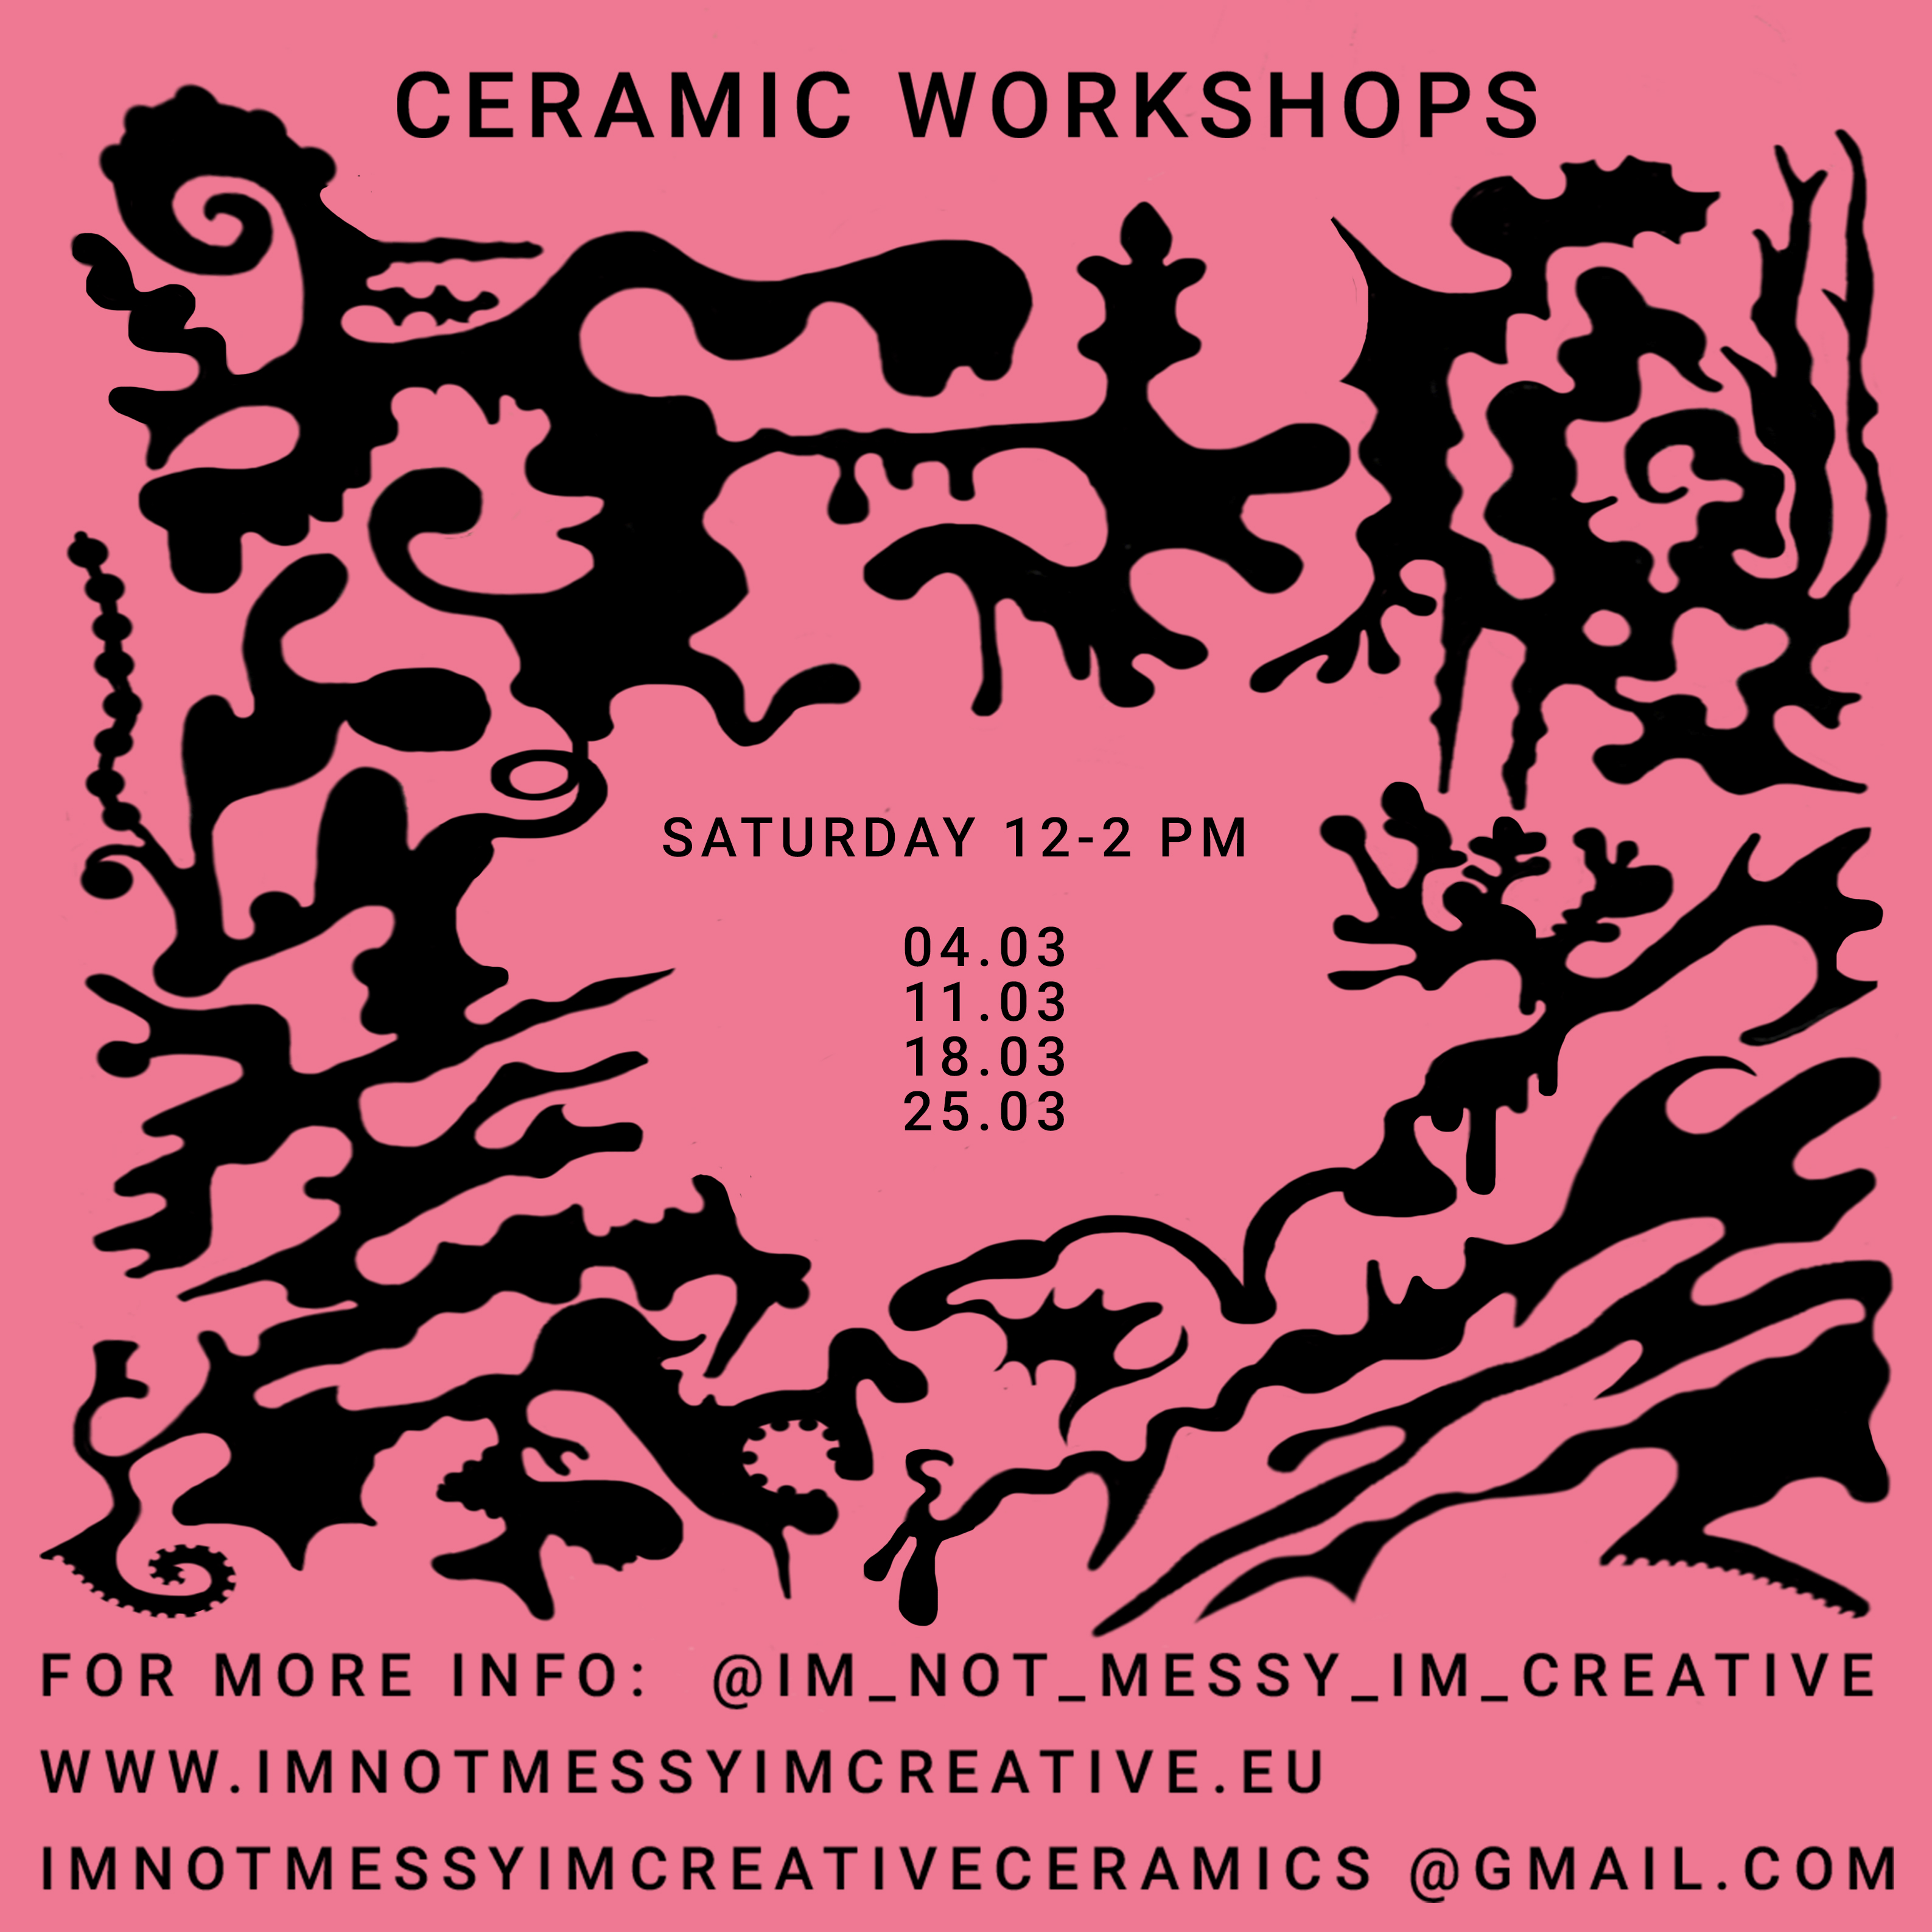 CERAMIC WORKSHOPS
SATURDAY 12-2 PM
04.03
11.03
18.03
25.03
FOR MORE INFO: @IM_NOT_MESSY_IM_CREATIVE
WWW.IMNOTMESSYIMCREATIVE.EU
IMNOTMESSYIMCREATIVECERAMICS @GMAIL.COM